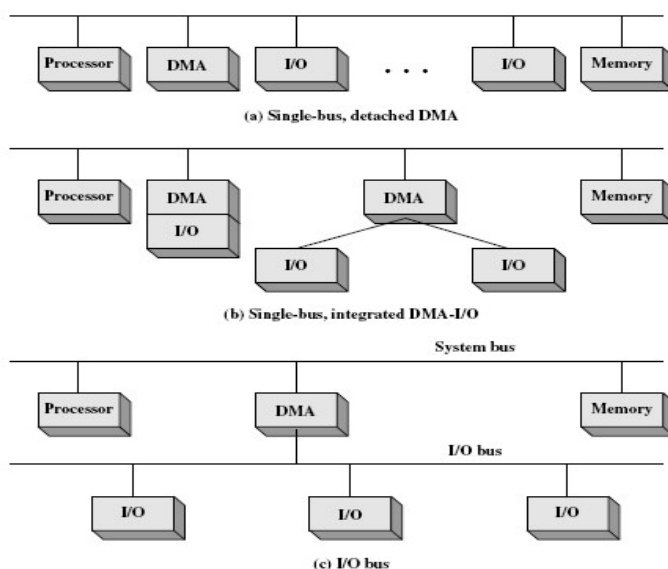 Processor DMA I/O . . . I/O Memory
(a) Single-bus, detached DMA
Processor DMA DMA Memory
I/O
I/O I/O
(b) Single-bus, integrated DMA-I/O
System bus
Processor DMA Memory
I/O bus
I/O I/O I/O
(c) I/O bus